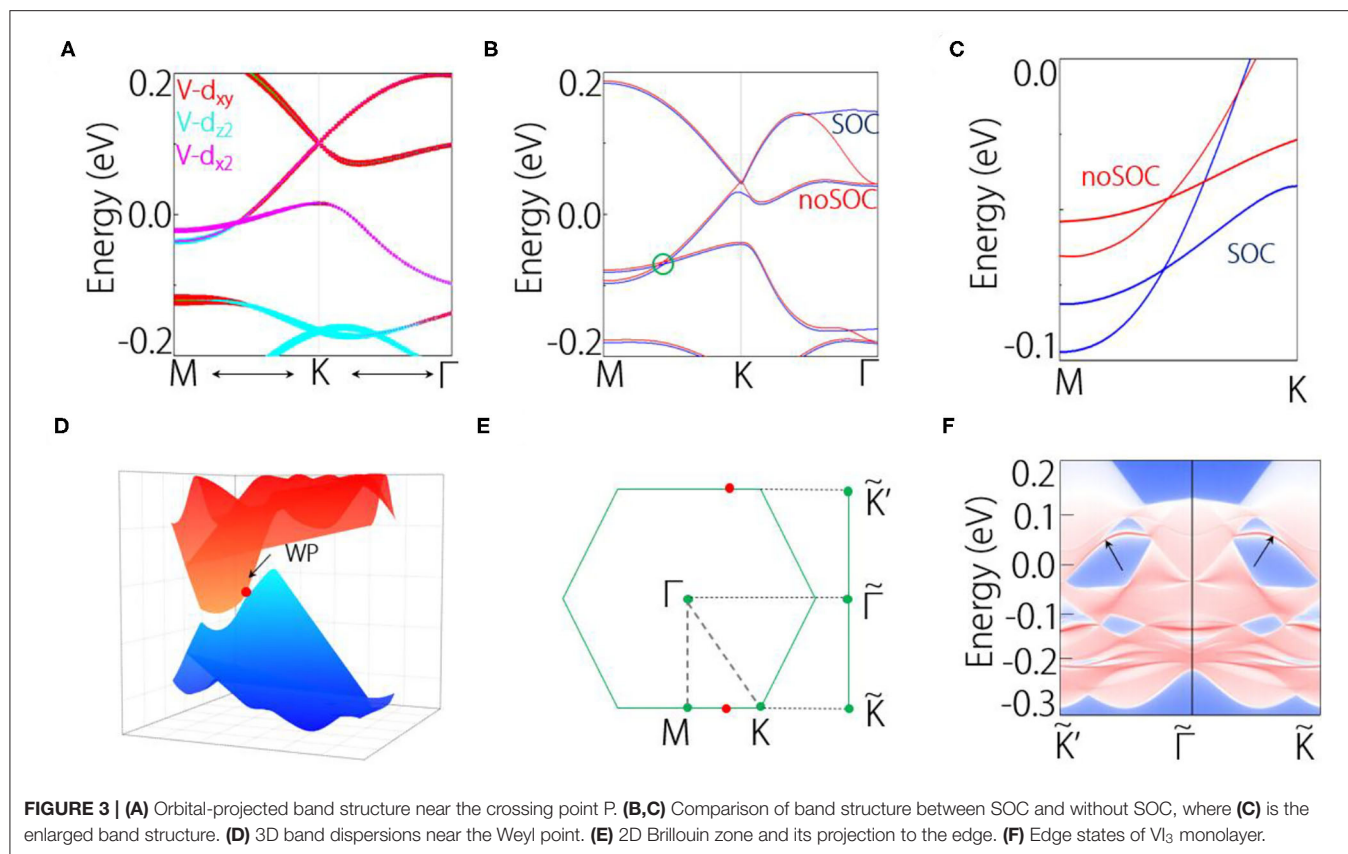 A
0.2
0.0
-0.2
Energy (eV)
V-dxy
V-dz2
V-dx2
M
K
Γ
B
0.2
0.0
-0.2
Energy (eV)
SOC
noSOC
M
K
Γ
C
0.0
-0.1
Energy (eV)
noSOC
SOC
M
K
D
WP
E
Γ
M
K
K̃′
Γ̃
K̃
F
0.2
0.1
0.0
-0.1
-0.2
-0.3
Energy (eV)
K̃′
Γ̃
K̃
FIGURE 3 | (A) Orbital-projected band structure near the crossing point P. (B,C) Comparison of band structure between SOC and without SOC, where (C) is the
enlarged band structure. (D) 3D band dispersions near the Weyl point. (E) 2D Brillouin zone and its projection to the edge. (F) Edge states of VI₃ monolayer.